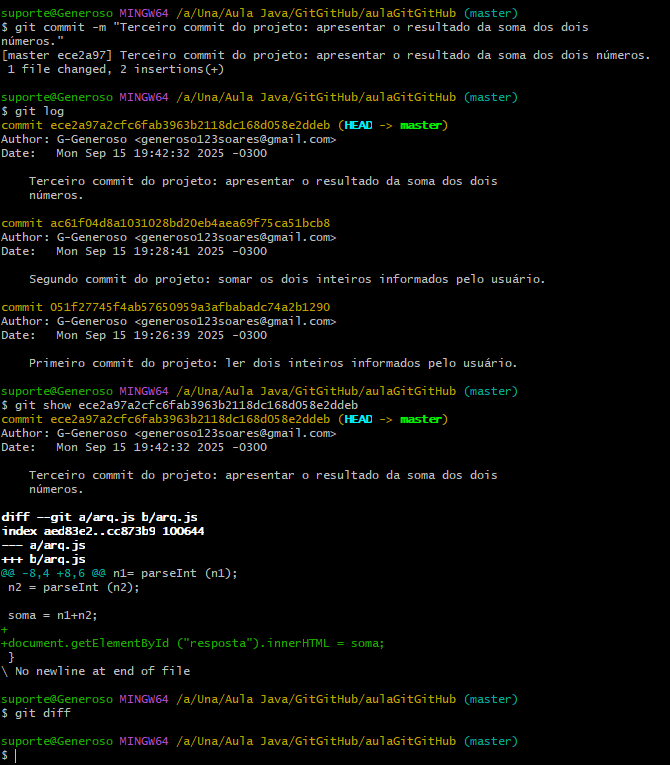 suporte@Generoso MINGW64 /a/Una/Aula Java/GitGitHub/aulaGitGitHub (master)
$ git commit -m "Terceiro commit do projeto: apresentar o resultado da soma dos dois
números."
[master ece2a97] Terceiro commit do projeto: apresentar o resultado da soma dos dois números.
 1 file changed, 2 insertions(+)

suporte@Generoso MINGW64 /a/Una/Aula Java/GitGitHub/aulaGitGitHub (master)
$ git log
commit ece2a97a2cfc6fab3963b2118dc168d058e2ddeb (HEAD -> master)
Author: G-Generoso <generoso123soares@gmail.com>
Date:   Mon Sep 15 19:42:32 2025 -0300

    Terceiro commit do projeto: apresentar o resultado da soma dos dois
    números.

commit ac61f04d8a1031028bd20eb4aea69f75ca51bcb8
Author: G-Generoso <generoso123soares@gmail.com>
Date:   Mon Sep 15 19:28:41 2025 -0300

    Segundo commit do projeto: somar os dois inteiros informados pelo usuário.

commit 051f27745f4ab57650959a3afbabadc74a2b1290
Author: G-Generoso <generoso123soares@gmail.com>
Date:   Mon Sep 15 19:26:39 2025 -0300

    Primeiro commit do projeto: ler dois inteiros informados pelo usuário.

suporte@Generoso MINGW64 /a/Una/Aula Java/GitGitHub/aulaGitGitHub (master)
$ git show ece2a97a2cfc6fab3963b2118dc168d058e2ddeb
commit ece2a97a2cfc6fab3963b2118dc168d058e2ddeb (HEAD -> master)
Author: G-Generoso <generoso123soares@gmail.com>
Date:   Mon Sep 15 19:42:32 2025 -0300

    Terceiro commit do projeto: apresentar o resultado da soma dos dois
    números.

diff --git a/arq.js b/arq.js
index aed83e2..cc873b9 100644
--- a/arq.js
+++ b/arq.js
@@ -8,4 +8,6 @@ n1= parseInt (n1);
 n2 = parseInt (n2);

 soma = n1+n2;
+
+document.getElementById ("resposta").innerHTML = soma;
 }
\ No newline at end of file

suporte@Generoso MINGW64 /a/Una/Aula Java/GitGitHub/aulaGitGitHub (master)
$ git diff

suporte@Generoso MINGW64 /a/Una/Aula Java/GitGitHub/aulaGitGitHub (master)
$